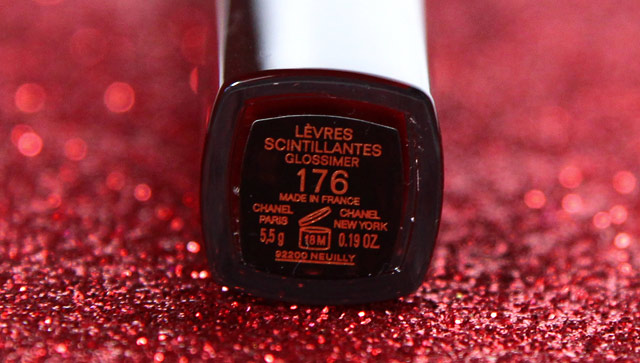 LÈVRES
SCINTILLANTES
GLOSSIMER
176
MADE IN FRANCE
CHANEL PARIS
CHANEL NEW YORK
5,5 g 18M 0.19 OZ.
92200 NEUILLY